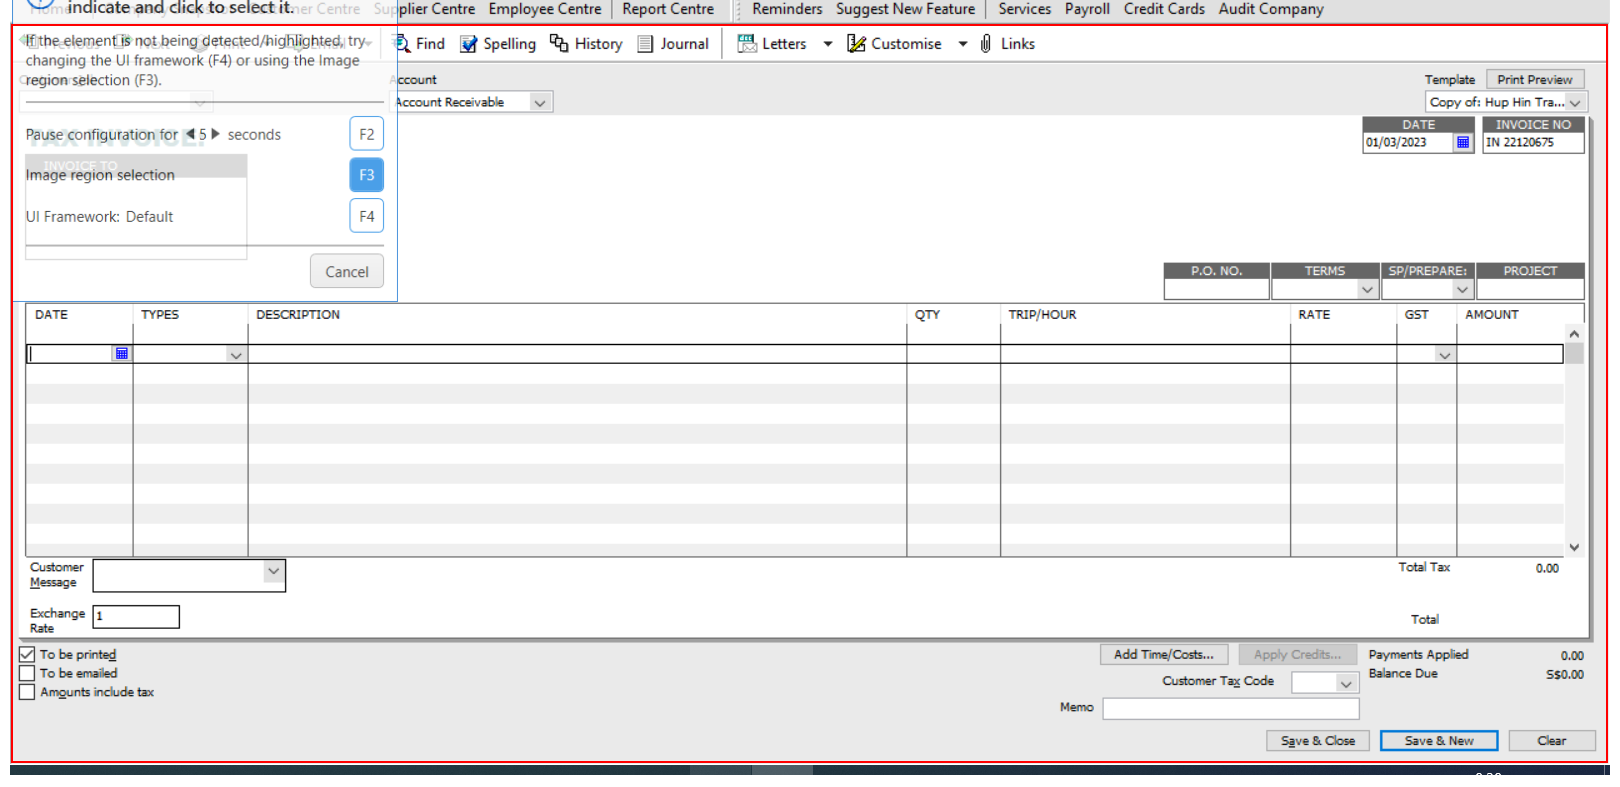 indicate and click to select it.
Home
Customer Centre Supplier Centre Employee Centre Report Centre Reminders Suggest New Feature Services Payroll Credit Cards Audit Company
If the element is not being detected/highlighted, try
changing the UI framework (F4) or using the Image
region selection (F3).
Find Spelling History Journal Letters Customise Links
Account
Template Print Preview
Account Receivable
Copy of: Hup Hin Tra...
Pause configuration for 5 seconds F2
TAX INVOICE.
DATE INVOICE NO
01/03/2023 IN 22120675
INVOICE TO
Image region selection F3
UI Framework: Default F4
Cancel
P.O. NO. TERMS SP/PREPARE: PROJECT
DATE TYPES DESCRIPTION QTY TRIP/HOUR RATE GST AMOUNT
Customer
Message
Total Tax 0.00
Exchange
Rate
1
Total
To be printed
To be emailed
Amounts include tax
Add Time/Costs... Apply Credits... Payments Applied 0.00
Customer Tax Code Balance Due S$0.00
Memo
Save & Close Save & New Clear